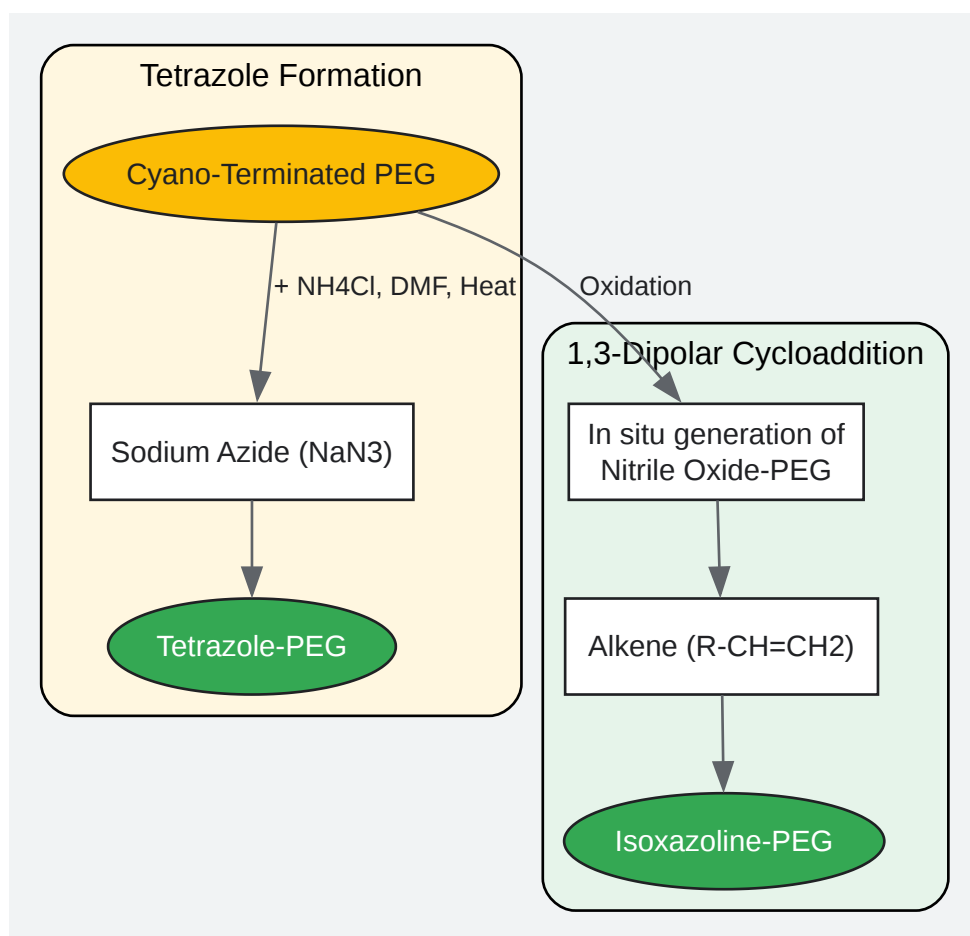 Tetrazole Formation
Cyano-Terminated PEG
+ NH4Cl, DMF, Heat
Sodium Azide (NaN3)
Tetrazole-PEG
Oxidation
1,3-Dipolar Cycloaddition
In situ generation of
Nitrile Oxide-PEG
Alkene (R-CH=CH2)
Isoxazoline-PEG